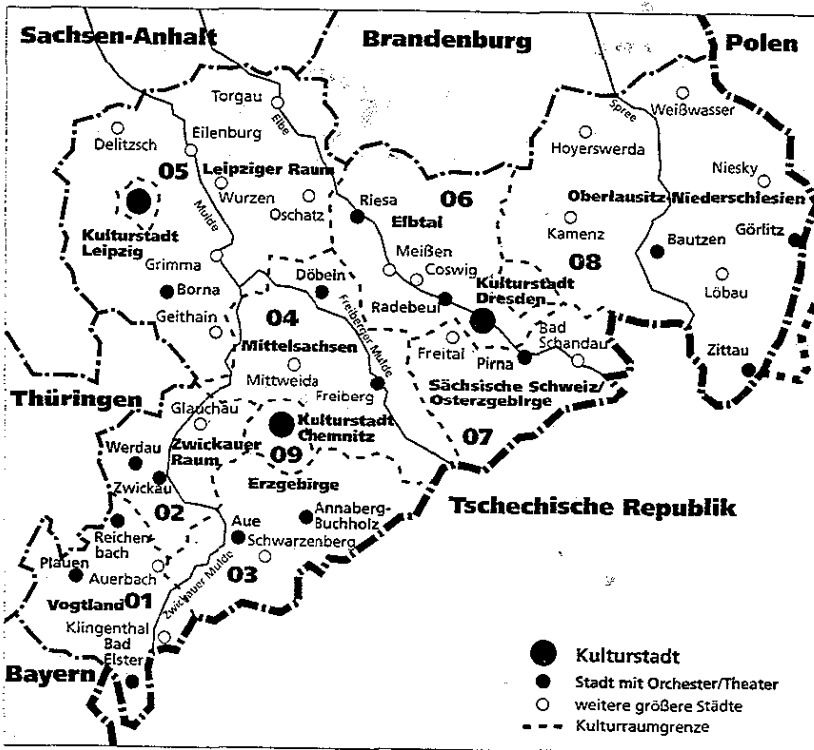 Sachsen-Anhalt
Brandenburg
Polen
Torgau
Elbe
Spree
Weißwasser
Delitzsch
Eilenburg
Hoyerswerda
05
Leipziger Raum
Niesky
Wurzen
Oschatz
Riesa
06
Oberlausitz-Niederschlesien
Elbtal
Mulde
Kulturstadt
Leipzig
Kamenz
Bautzen
Görlitz
Grimma
Meißen
Coswig
08
Döbeln
Kulturstadt
Dresden
Löbau
Borna
Radebeul
Freiberger Mulde
Geithain
04
Bad
Schandau
Freital
Pirna
Mittelsachsen
Zittau
Mittweida
Sächsische Schweiz/
Osterzgebirge
Thüringen
Freiberg
Glauchau
Kulturstadt
Chemnitz
07
Werdau
Zwickauer
Raum
09
Zwickau
Erzgebirge
Tschechische Republik
02
Annaberg-
Buchholz
Reichen
bach
Aue
Schwarzenberg
Plauen
Auerbach
03
Zwickauer Mulde
Vogtland
01
Klingenthal
Bad
Elster
Bayern
Kulturstadt
Stadt mit Orchester/Theater
weitere größere Städte
Kulturraumgrenze